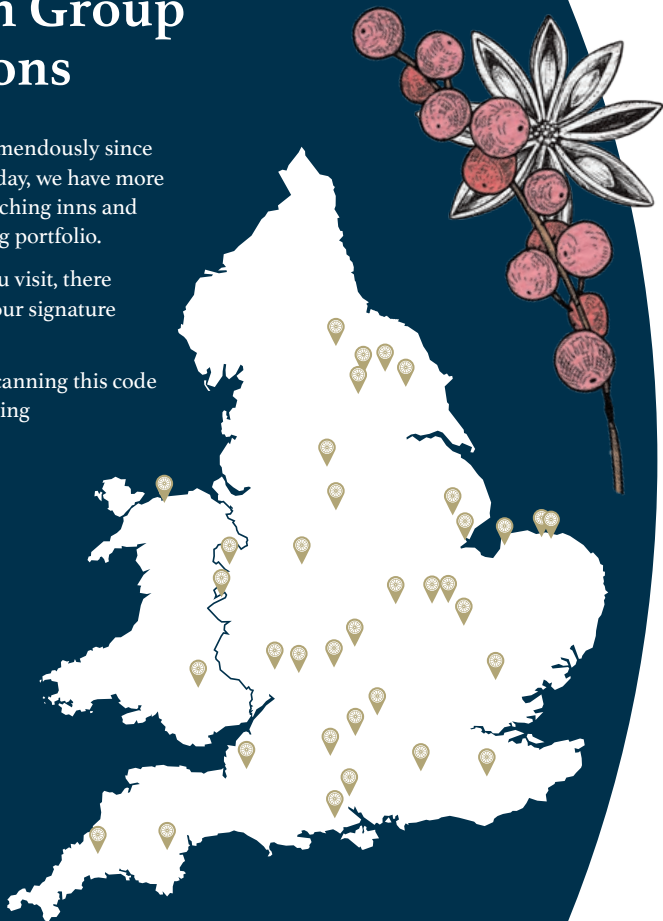 n Group
ons
mendously since
day, we have more
ching inns and
g portfolio.
u visit, there
our signature
canning this code
ing